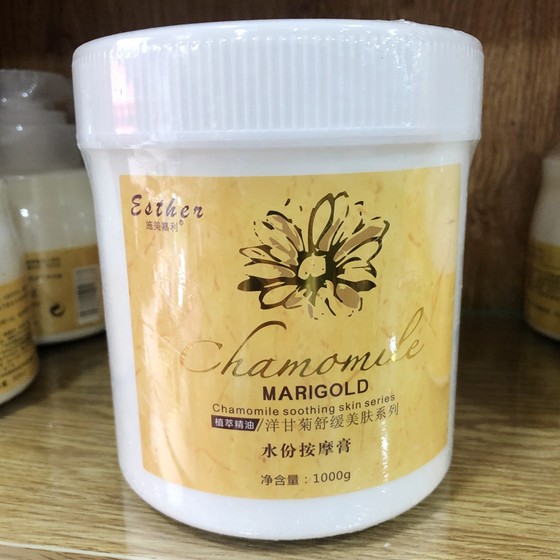 Esther
施芙嘉利®
Chamomile
MARIGOLD
Chamomile soothing skin series
植萃精油/洋甘菊舒缓美肤系列
水份按摩膏
净含量：1000g